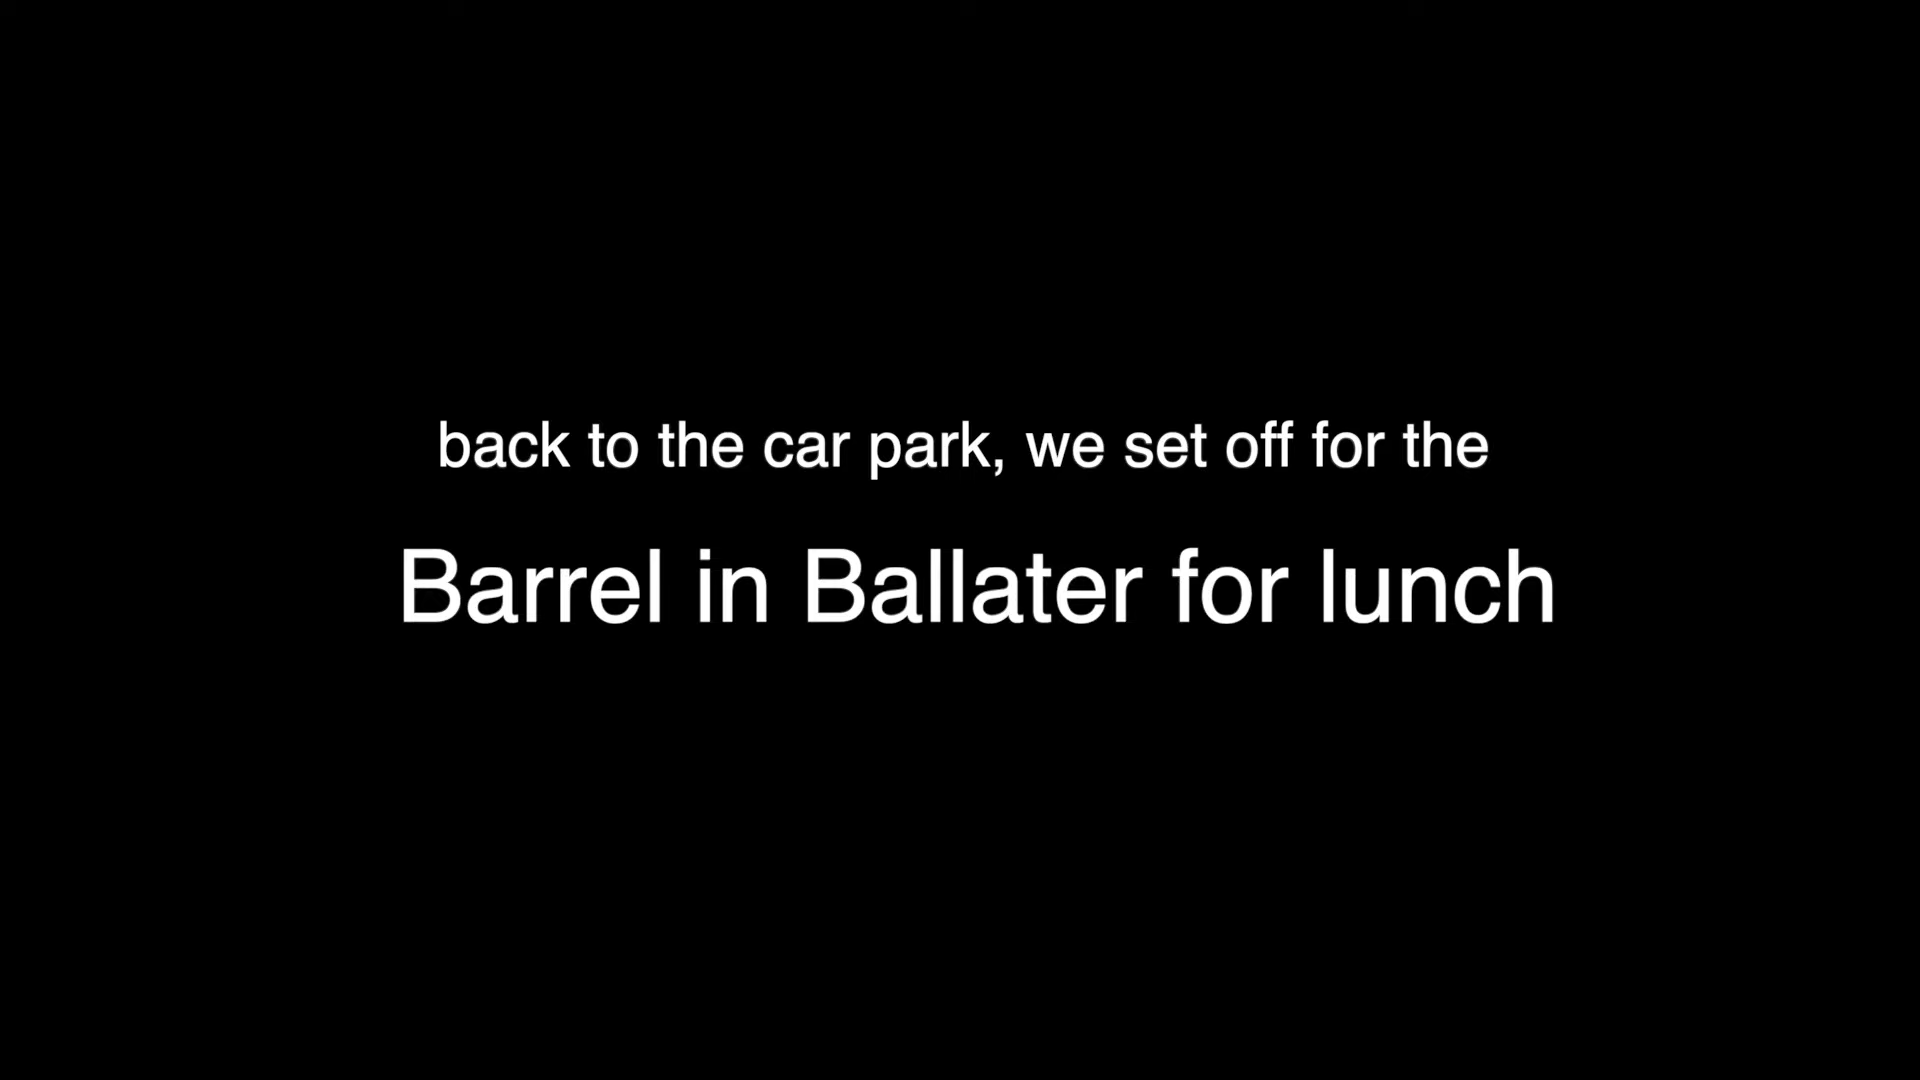 back to the car park, we set off for the
Barrel in Ballater for lunch